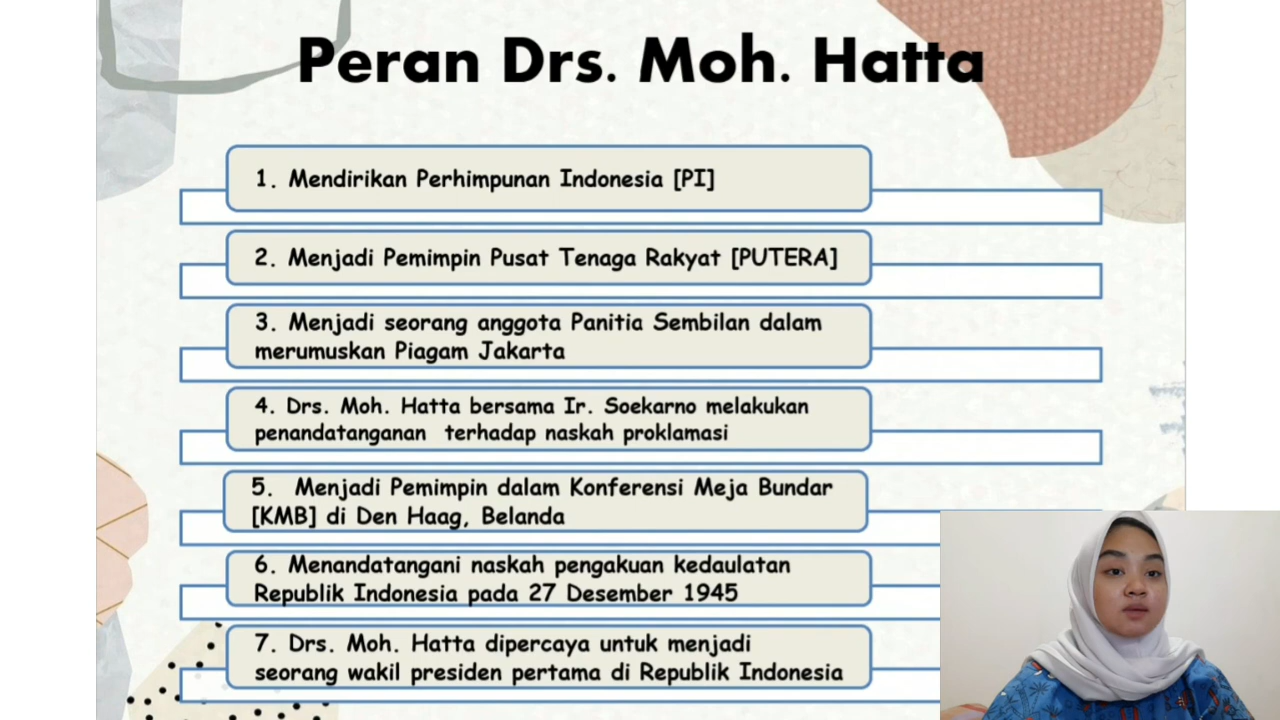 Peran Drs. Moh. Hatta
1. Mendirikan Perhimpunan Indonesia [PI]
2. Menjadi Pemimpin Pusat Tenaga Rakyat [PUTERA]
3. Menjadi seorang anggota Panitia Sembilan dalam
merumuskan Piagam Jakarta
4. Drs. Moh. Hatta bersama Ir. Soekarno melakukan
penandatanganan terhadap naskah proklamasi
5. Menjadi Pemimpin dalam Konferensi Meja Bundar
[KMB] di Den Haag, Belanda
6. Menandatangani naskah pengakuan kedaulatan
Republik Indonesia pada 27 Desember 1945
7. Drs. Moh. Hatta dipercaya untuk menjadi
seorang wakil presiden pertama di Republik Indonesia